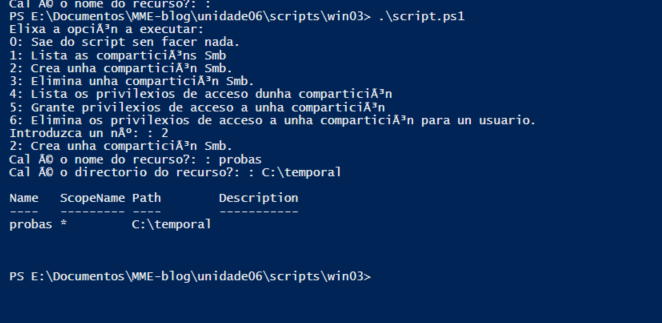 Cal Ã© o nome do recurso?: :
PS E:\Documentos\MME-blog\unidade06\scripts\win03> .\script.ps1
Elixa a opciÃ³n a executar:
0: Sae do script sen facer nada.
1: Lista as comparticiÃ³ns Smb
2: Crea unha comparticiÃ³n Smb.
3: Elimina unha comparticiÃ³n Smb.
4: Lista os privilexios de acceso dunha comparticiÃ³n
5: Grante privilexios de acceso a unha comparticiÃ³n
6: Elimina os privilexios de acceso a unha comparticiÃ³n para un usuario.
Introduzca un nÂº: : 2
2: Crea unha comparticiÃ³n Smb.
Cal Ã© o nome do recurso?: : probas
Cal Ã© o directorio do recurso?: : C:\temporal
Name ScopeName Path Description
---- --------- ---- -----------
probas * C:\temporal
PS E:\Documentos\MME-blog\unidade06\scripts\win03>